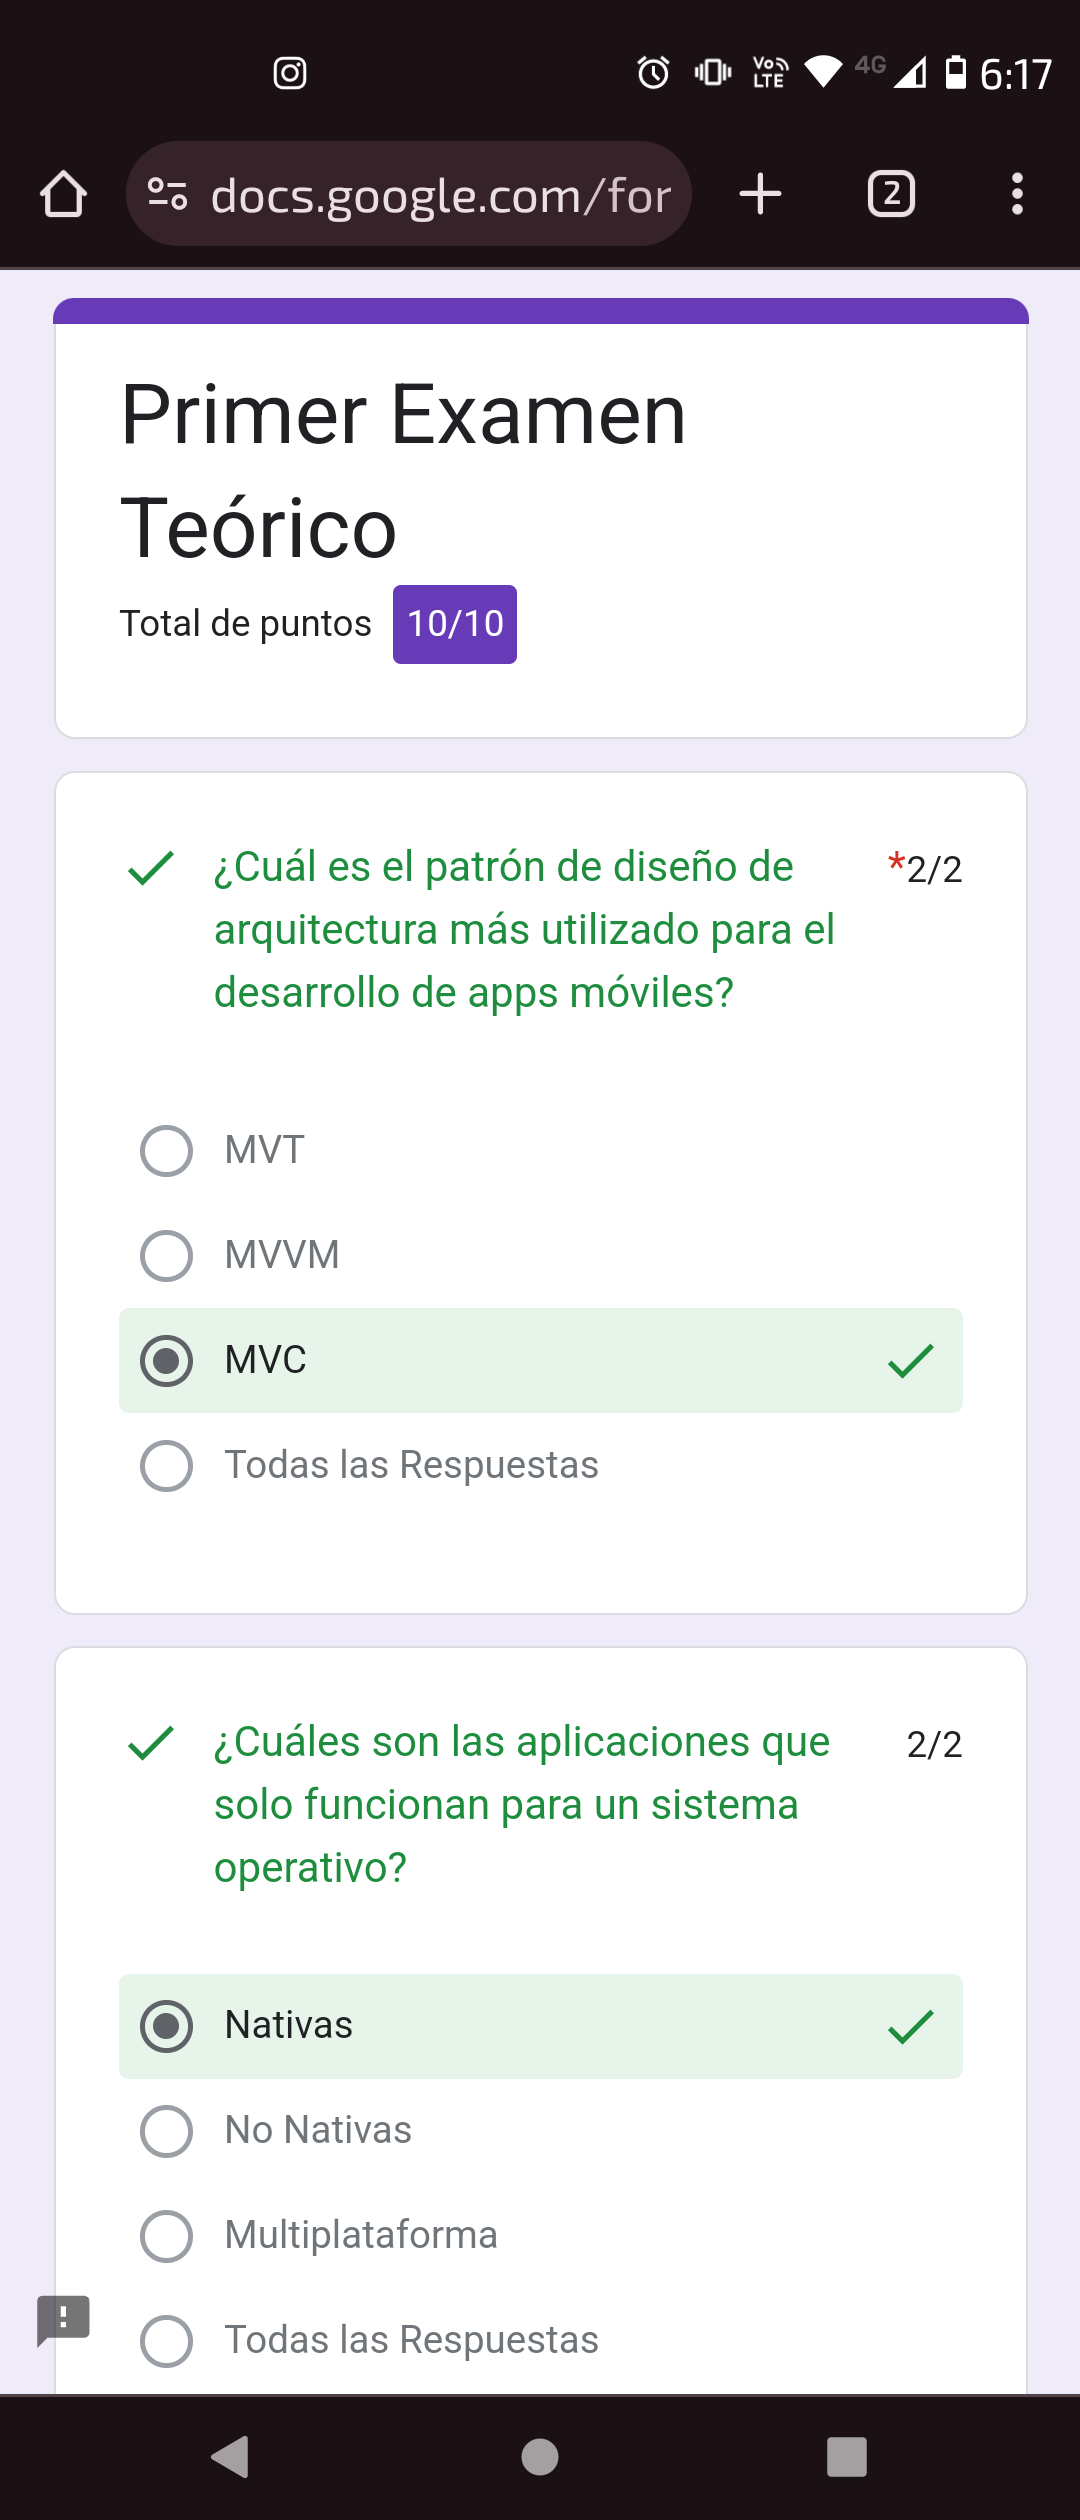 Vo LTE 4G 6:17
docs.google.com/for 2
Primer Examen
Teórico
Total de puntos 10/10
¿Cuál es el patrón de diseño de *2/2
arquitectura más utilizado para el
desarrollo de apps móviles?
MVT
MVVM
MVC
Todas las Respuestas
¿Cuáles son las aplicaciones que 2/2
solo funcionan para un sistema
operativo?
Nativas
No Nativas
Multiplataforma
Todas las Respuestas